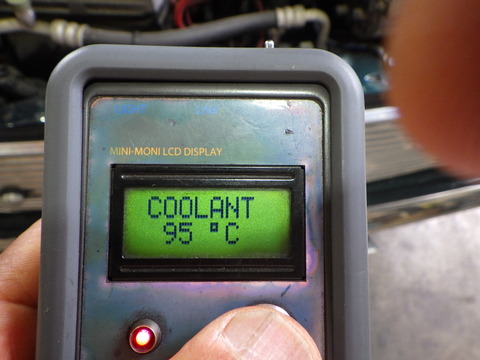 MINI-MONI LCD DISPLAY
COOLANT
95 °C